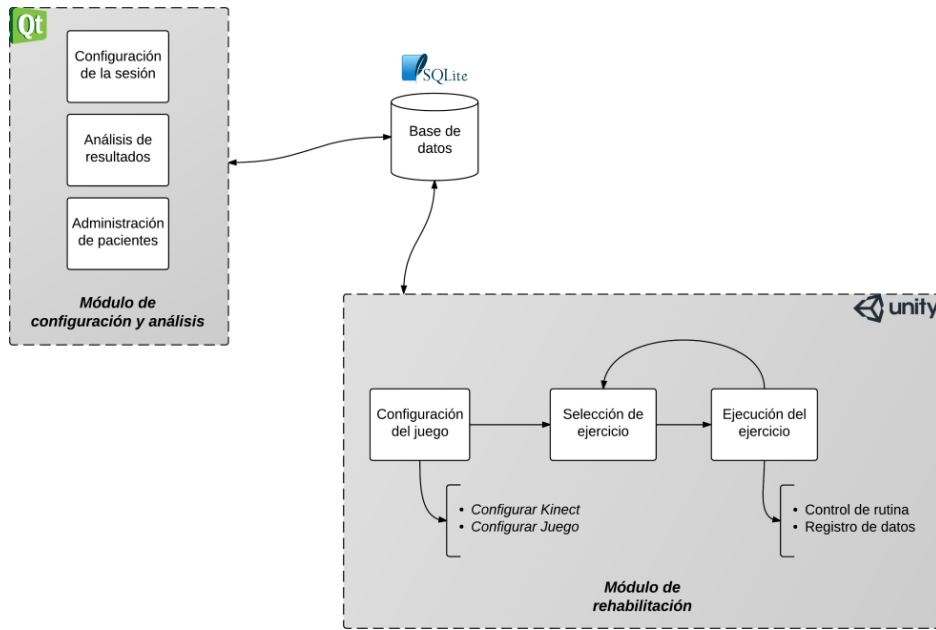 Qt
Configuración
de la sesión
Análisis de
resultados
Administración
de pacientes
Módulo de
configuración y análisis
SQLite
Base de
datos
unity
Configuración
del juego
Selección de
ejercicio
Ejecución del
ejercicio
• Configurar Kinect
• Configurar Juego
• Control de rutina
• Registro de datos
Módulo de
rehabilitación